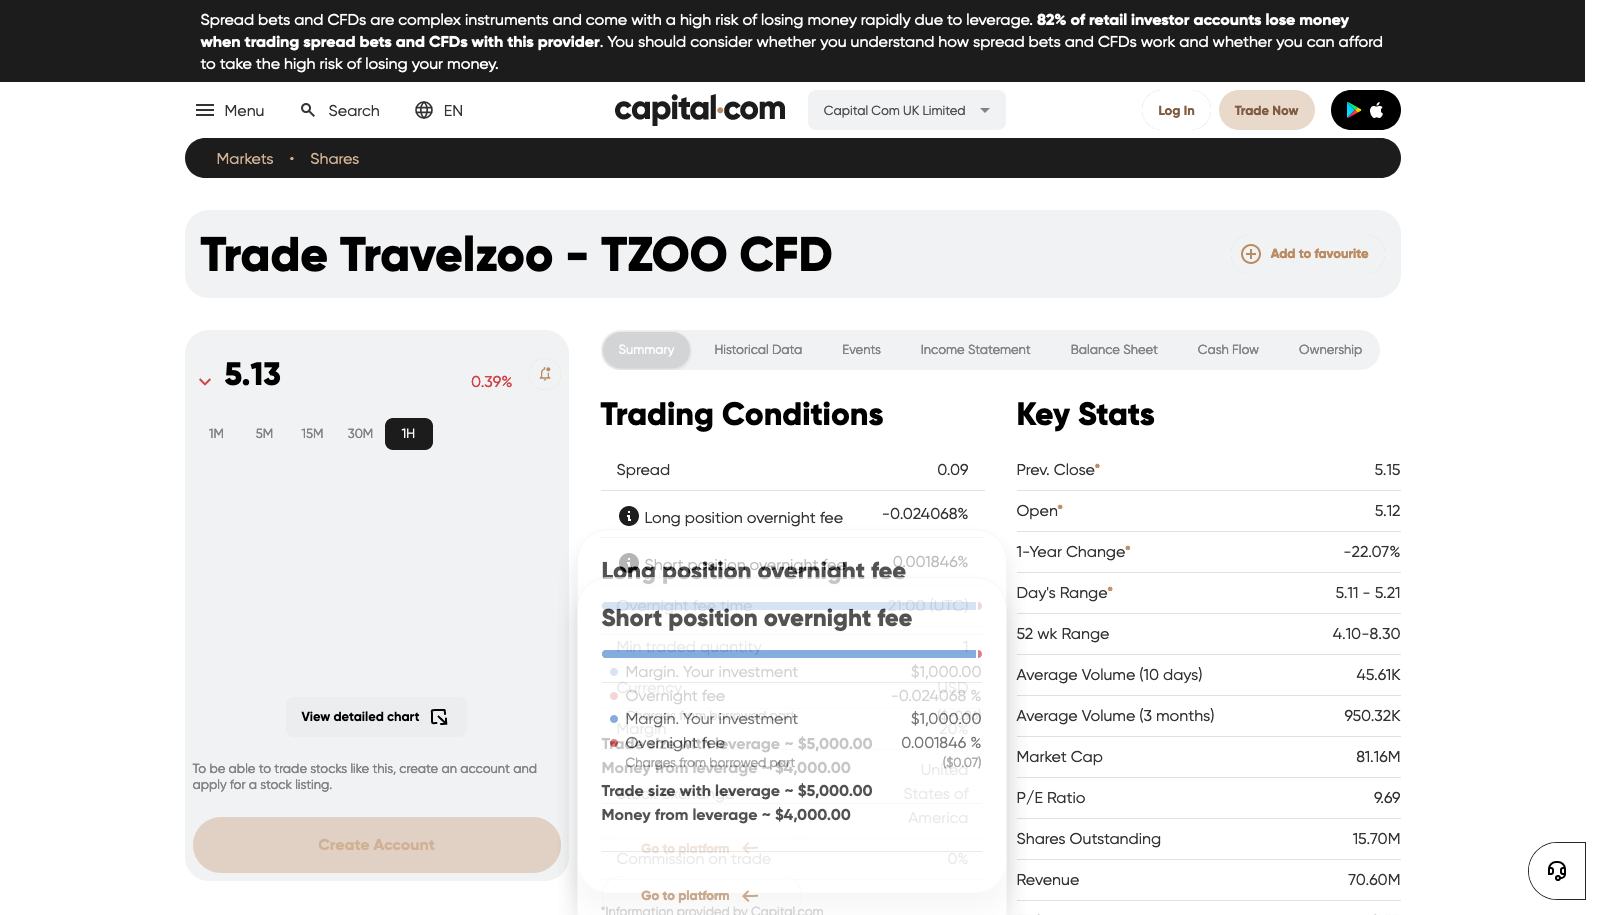 Spread bets and CFDs are complex instruments and come with a high risk of losing money rapidly due to leverage. 82% of retail investor accounts lose money
when trading spread bets and CFDs with this provider. You should consider whether you understand how spread bets and CFDs work and whether you can afford
to take the high risk of losing your money.
Menu
Search
EN
capital.com
Capital Com UK Limited
Log In
Trade Now
Markets • Shares
Trade Travelzoo - TZOO CFD
Add to favourite
5.13
0.39%
1M 5M 15M 30M 1H
View detailed chart
To be able to trade stocks like this, create an account and
apply for a stock listing.
Create Account
Summary Historical Data Events Income Statement Balance Sheet Cash Flow Ownership
Trading Conditions
Spread 0.09
Long position overnight fee -0.024068%
Short position overnight fee 0.001846%
Long position overnight fee
Overnight fee time 21:00 (UTC)
Short position overnight fee
Min traded quantity 1
Margin. Your investment $1,000.00
Currency USD
Overnight fee -0.024068 %
Margin. Your investment $1,000.00
Margin 20%
Overnight fee 0.001846 %
Trade size with leverage ~ $5,000.00
Charges from borrowed part ($0.07)
Money from leverage ~ $4,000.00
United
States of
America
Trade size with leverage ~ $5,000.00
Money from leverage ~ $4,000.00
Go to platform
Commission on trade 0%
Go to platform
*Information provided by Capital.com
Key Stats
Prev. Close* 5.15
Open* 5.12
1-Year Change* -22.07%
Day's Range* 5.11 - 5.21
52 wk Range 4.10-8.30
Average Volume (10 days) 45.61K
Average Volume (3 months) 950.32K
Market Cap 81.16M
P/E Ratio 9.69
Shares Outstanding 15.70M
Revenue 70.60M